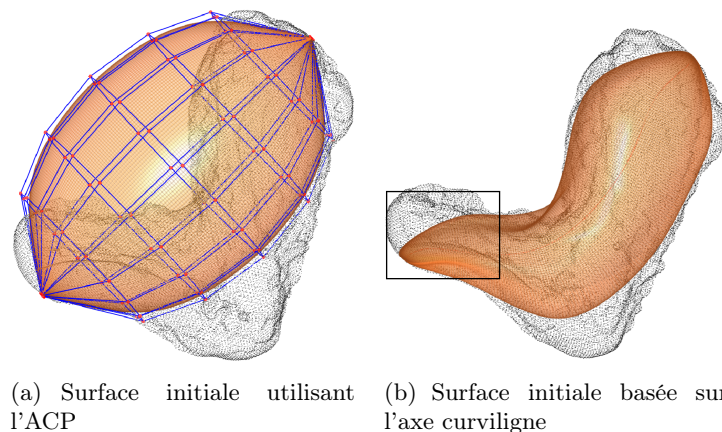 (a) Surface initiale utilisant
l'ACP
(b) Surface initiale basée sur
l'axe curviligne